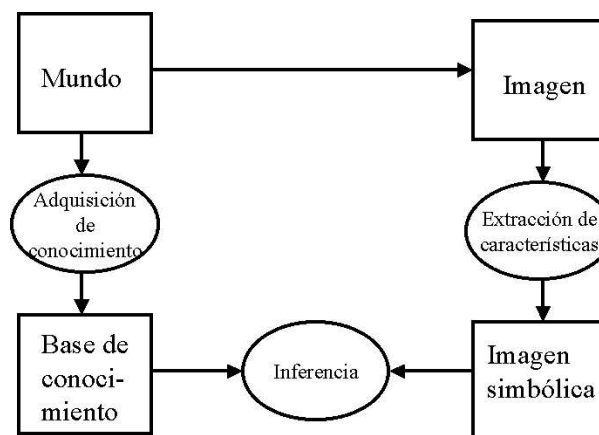 Mundo
Imagen
Adquisición
de
conocimiento
Extracción de
características
Base de
conoci-
miento
Inferencia
Imagen
simbólica